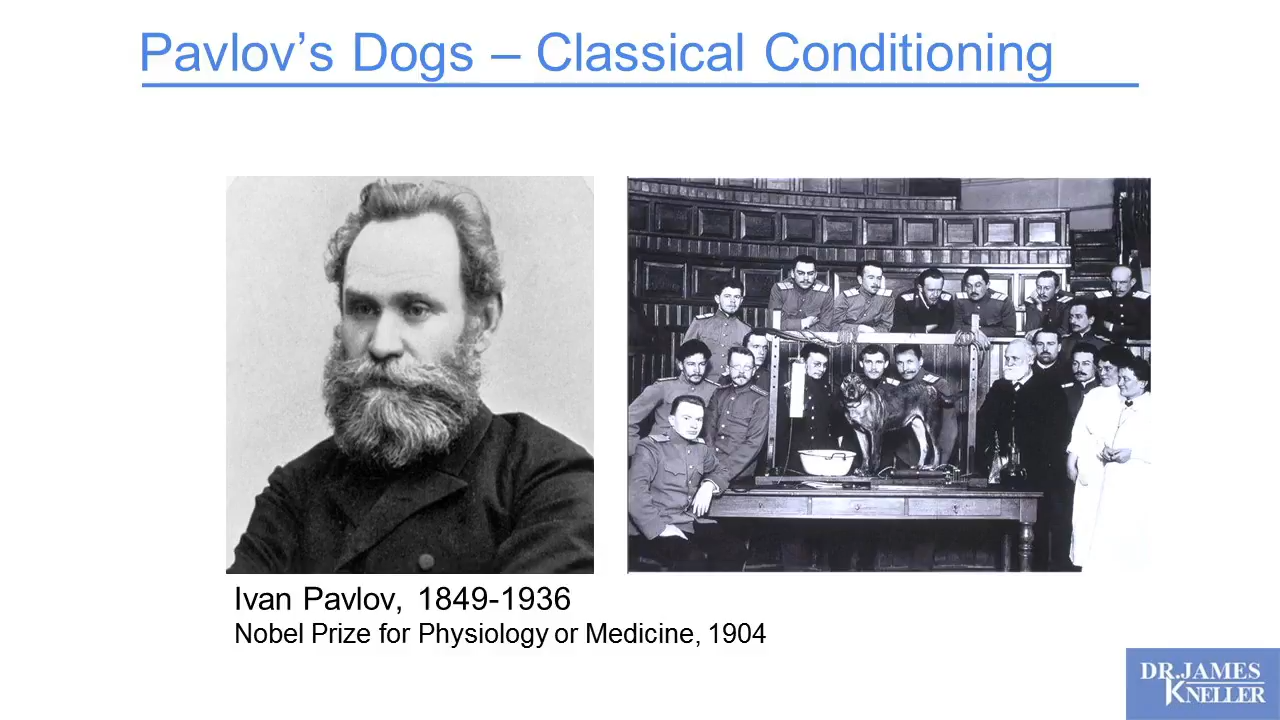 Pavlov’s Dogs – Classical Conditioning
Ivan Pavlov, 1849-1936
Nobel Prize for Physiology or Medicine, 1904
DR.JAMES
KNELLER